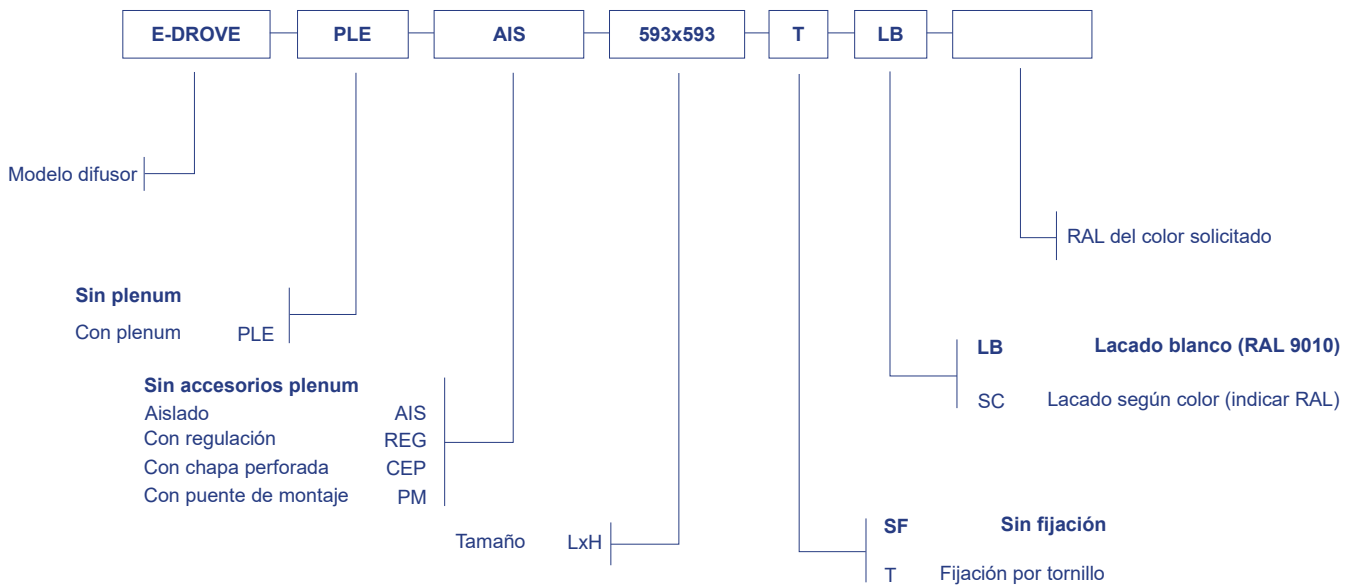 E-DROVE PLE AIS 593x593 T LB
Modelo difusor
RAL del color solicitado
Sin plenum
Con plenum PLE
LB Lacado blanco (RAL 9010)
SC Lacado según color (indicar RAL)
Sin accesorios plenum
Aislado AIS
Con regulación REG
Con chapa perforada CEP
Con puente de montaje PM
Tamaño LxH
SF Sin fijación
T Fijación por tornillo